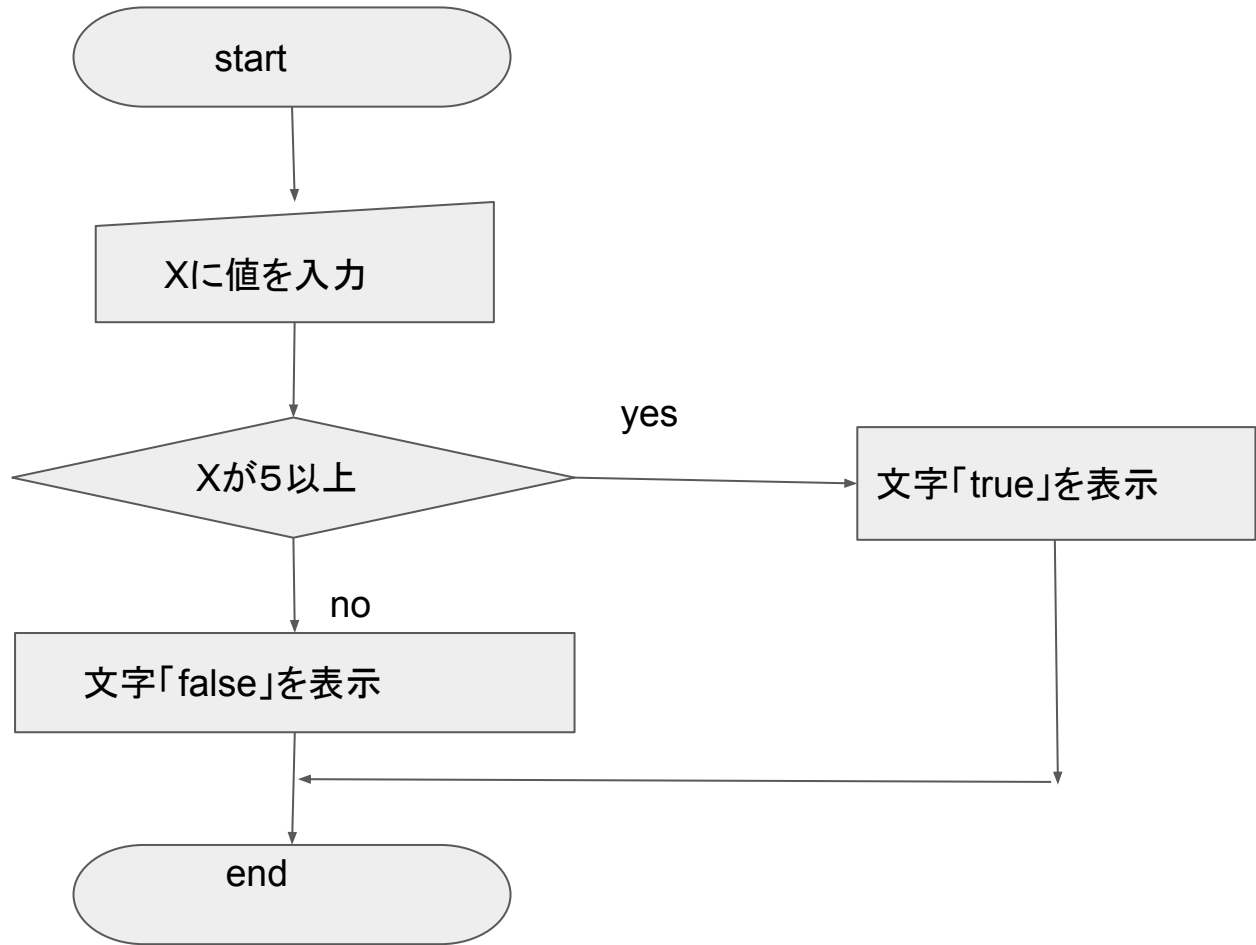 start
Xに値を入力
yes
Xが５以上
文字「true」を表示
no
文字「false」を表示
end